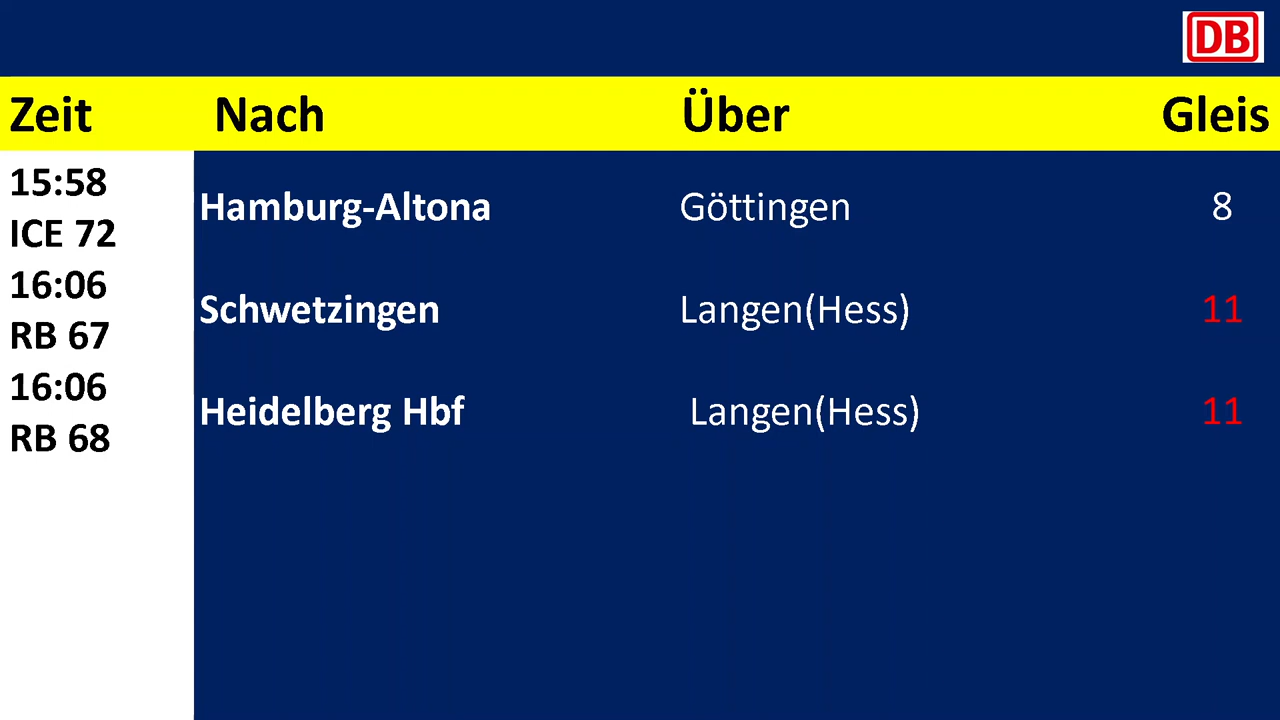 DB
Zeit Nach Über Gleis
15:58
ICE 72
Hamburg-Altona Göttingen 8
16:06
RB 67
Schwetzingen Langen(Hess) 11
16:06
RB 68
Heidelberg Hbf Langen(Hess) 11